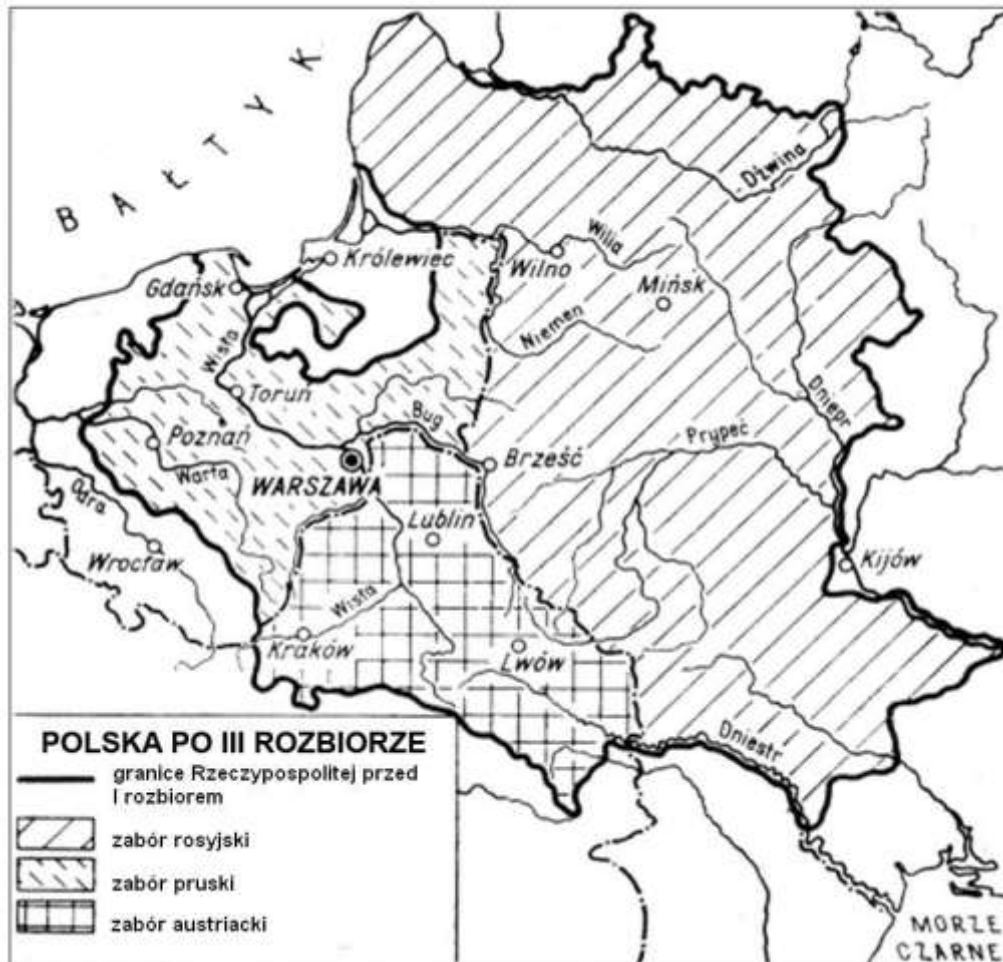 BAŁTYK
Dźwina
Królewiec
Wilno
Wilia
Gdańsk
Mińsk
Niemen
Wisła
Toruń
Dniepr
Bug
Poznań
Prypeć
Brześć
Warta
WARSZAWA
Odra
Lublin
Wrocław
Kijów
Wisła
Kraków
Lwów
Dniestr
POLSKA PO III ROZBIORZE
granice Rzeczypospolitej przed
I rozbiorem
zabór rosyjski
zabór pruski
zabór austriacki
MORZE
CZARNE